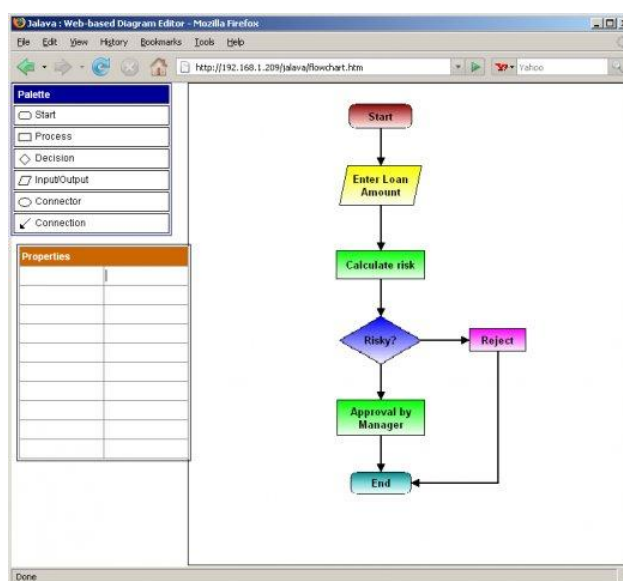 Jalava : Web-based Diagram Editor - Mozilla Firefox
File Edit View History Bookmarks Tools Help
http://192.168.1.209/jalava/flowchart.htm
Yahoo
Palette
Start
Process
Decision
Input/Output
Connector
Connection
Properties
Start
Enter Loan
Amount
Calculate risk
Risky?
Reject
Approval by
Manager
End
Done